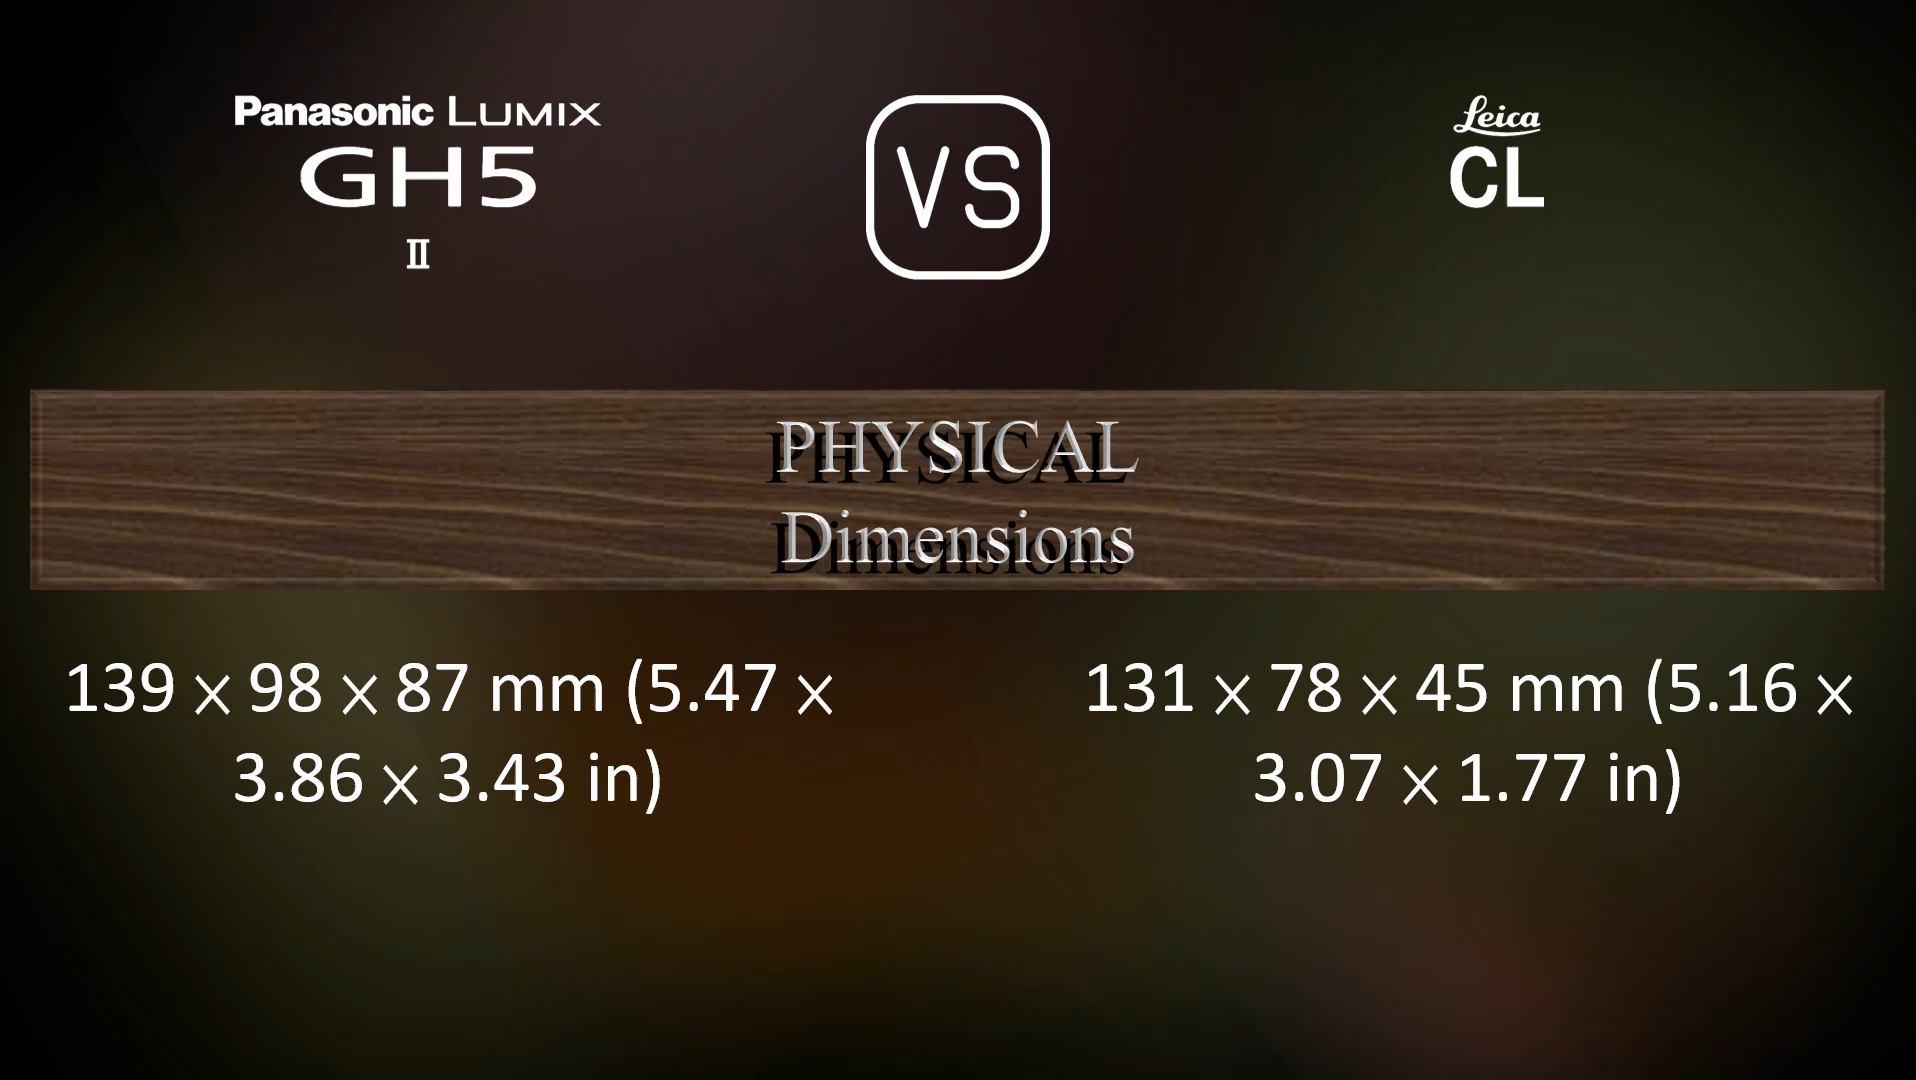 Panasonic LUMIX
GH5
II
VS
Leica
CL
PHYSICAL
Dimensions
139 x 98 x 87 mm (5.47 x
3.86 x 3.43 in)
131 x 78 x 45 mm (5.16 x
3.07 x 1.77 in)